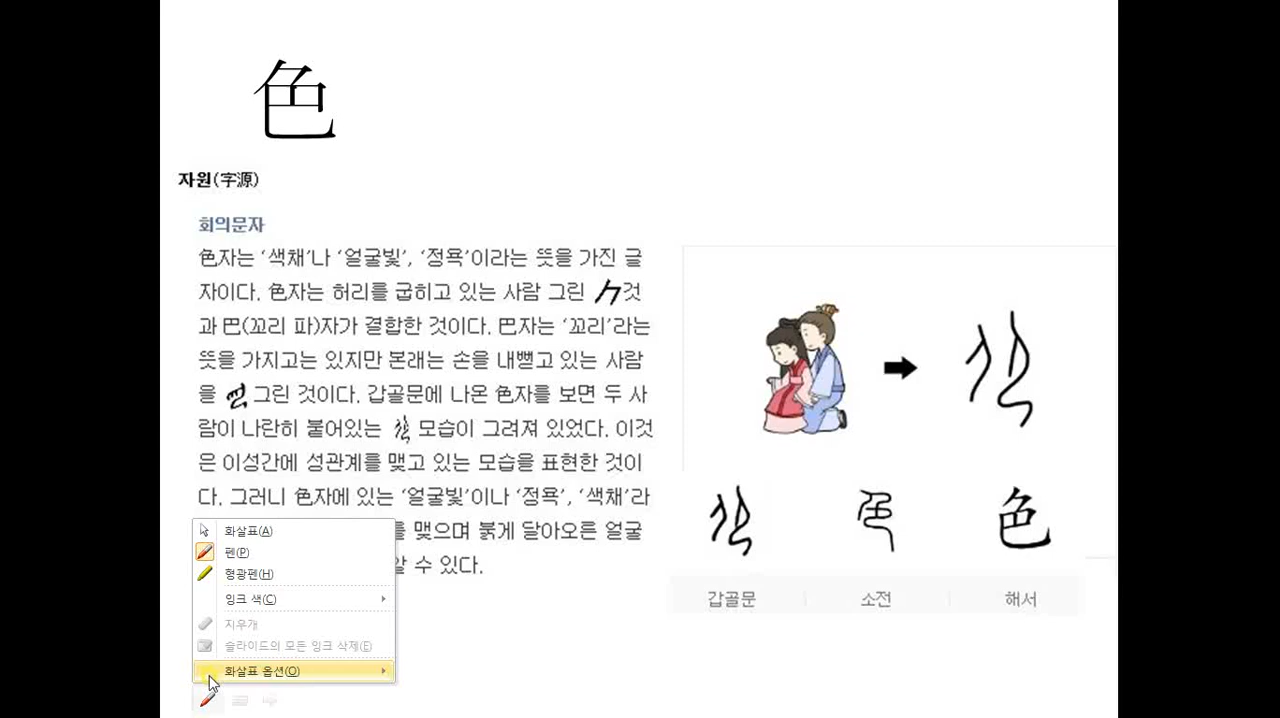 色
자원(字源)
회의문자
色자는 ‘색채’나 ‘얼굴빛’, ‘정욕’이라는 뜻을 가진 글
자이다. 色자는 허리를 굽히고 있는 사람 그린 것
과 巴(꼬리 파)자가 결합한 것이다. 巴자는 ‘꼬리’라는
뜻을 가지고는 있지만 본래는 손을 내뻗고 있는 사람
을 그린 것이다. 갑골문에 나온 色자를 보면 두 사
람이 나란히 붙어있는 모습이 그려져 있었다. 이것
은 이성간에 성관계를 맺고 있는 모습을 표현한 것이
다. 그러니 色자에 있는 ‘얼굴빛’이나 ‘정욕’, ‘색채’라
를 맺으며 붉게 달아오른 얼굴
알 수 있다.
色
갑골문
소전
해서
화살표(A)
펜(P)
형광펜(H)
잉크 색(C)
지우개
슬라이드의 모든 잉크 삭제(E)
화살표 옵션(O)